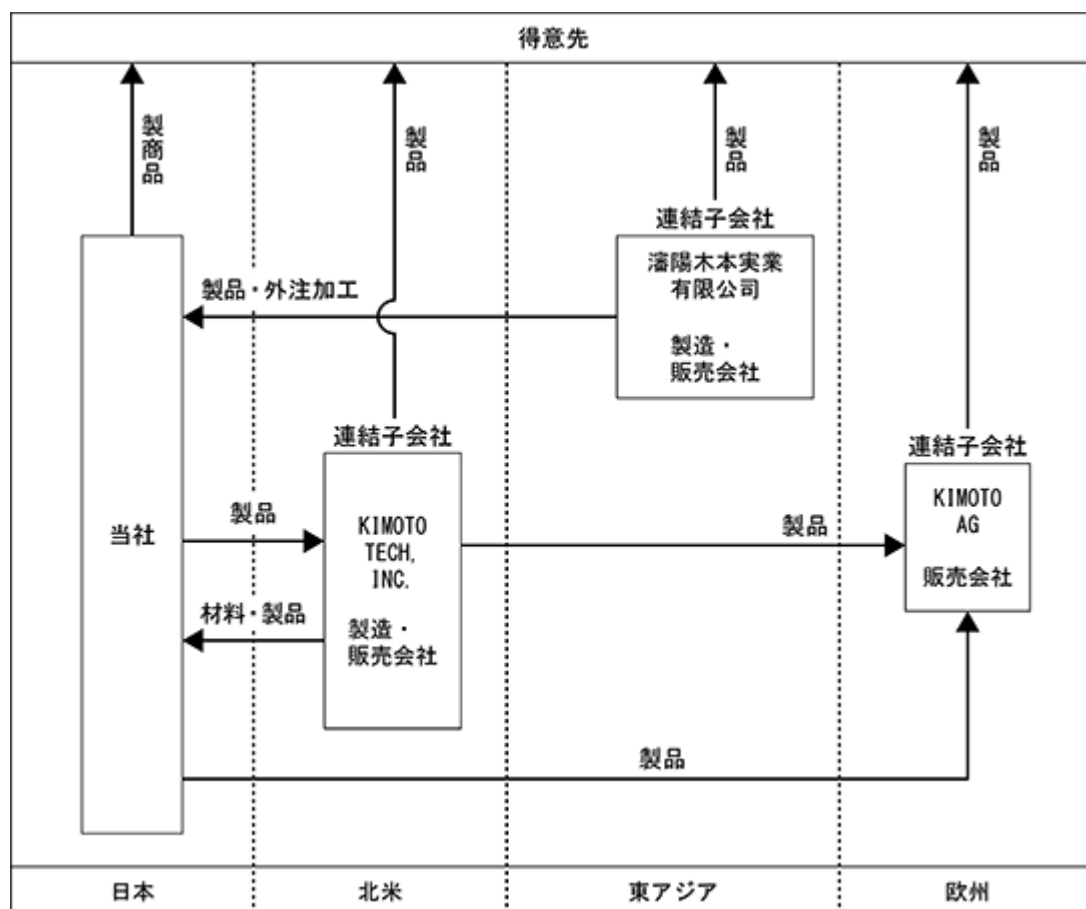 得意先
製商品
製品
製品
製品
連結子会社
瀋陽木本実業
有限公司
製造・
販売会社
製品・外注加工
連結子会社
KIMOTO
TECH,
INC.
製造・
販売会社
連結子会社
KIMOTO
AG
販売会社
当社
製品
製品
材料・製品
製品
日本
北米
東アジア
欧州